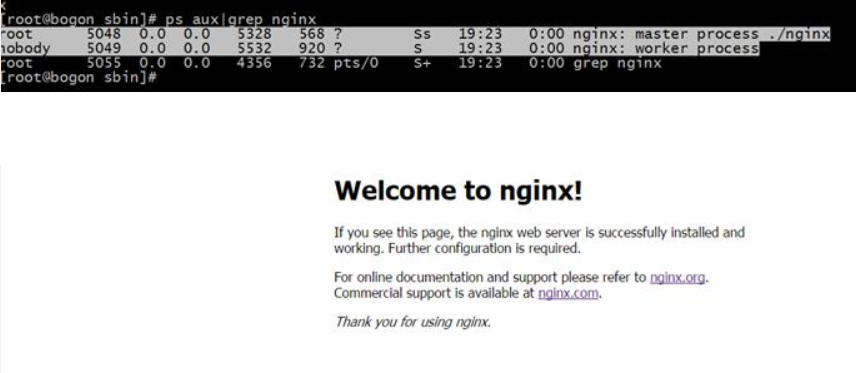 [root@bogon sbin]# ps aux|grep nginx
root 5048 0.0 0.0 5328 568 ? Ss 19:23 0:00 nginx: master process ./nginx
nobody 5049 0.0 0.0 5532 920 ? S 19:23 0:00 nginx: worker process
root 5055 0.0 0.0 4356 732 pts/0 S+ 19:23 0:00 grep nginx
[root@bogon sbin]#
Welcome to nginx!
If you see this page, the nginx web server is successfully installed and
working. Further configuration is required.
For online documentation and support please refer to nginx.org.
Commercial support is available at nginx.com.
Thank you for using nginx.